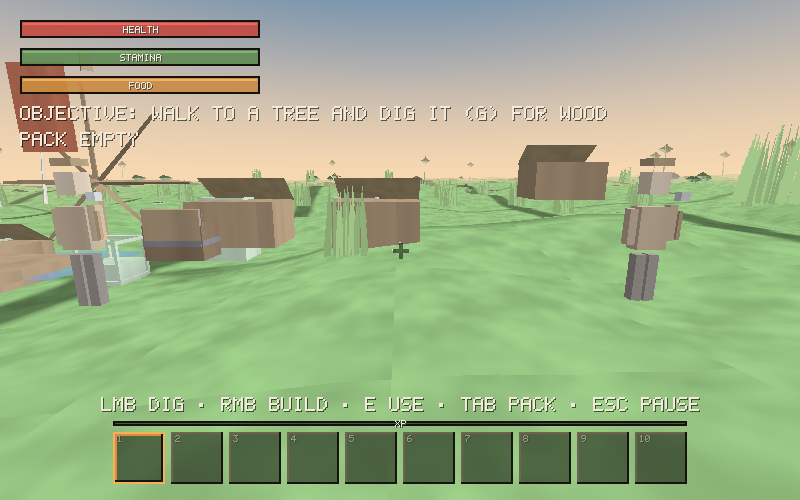 HEALTH
STAMINA
FOOD
OBJECTIVE: WALK TO A TREE AND DIG IT (G) FOR WOOD
PACK EMPTY
LMB DIG · RMB BUILD · E USE · TAB PACK · ESC PAUSE
XP
1 2 3 4 5 6 7 8 9 10